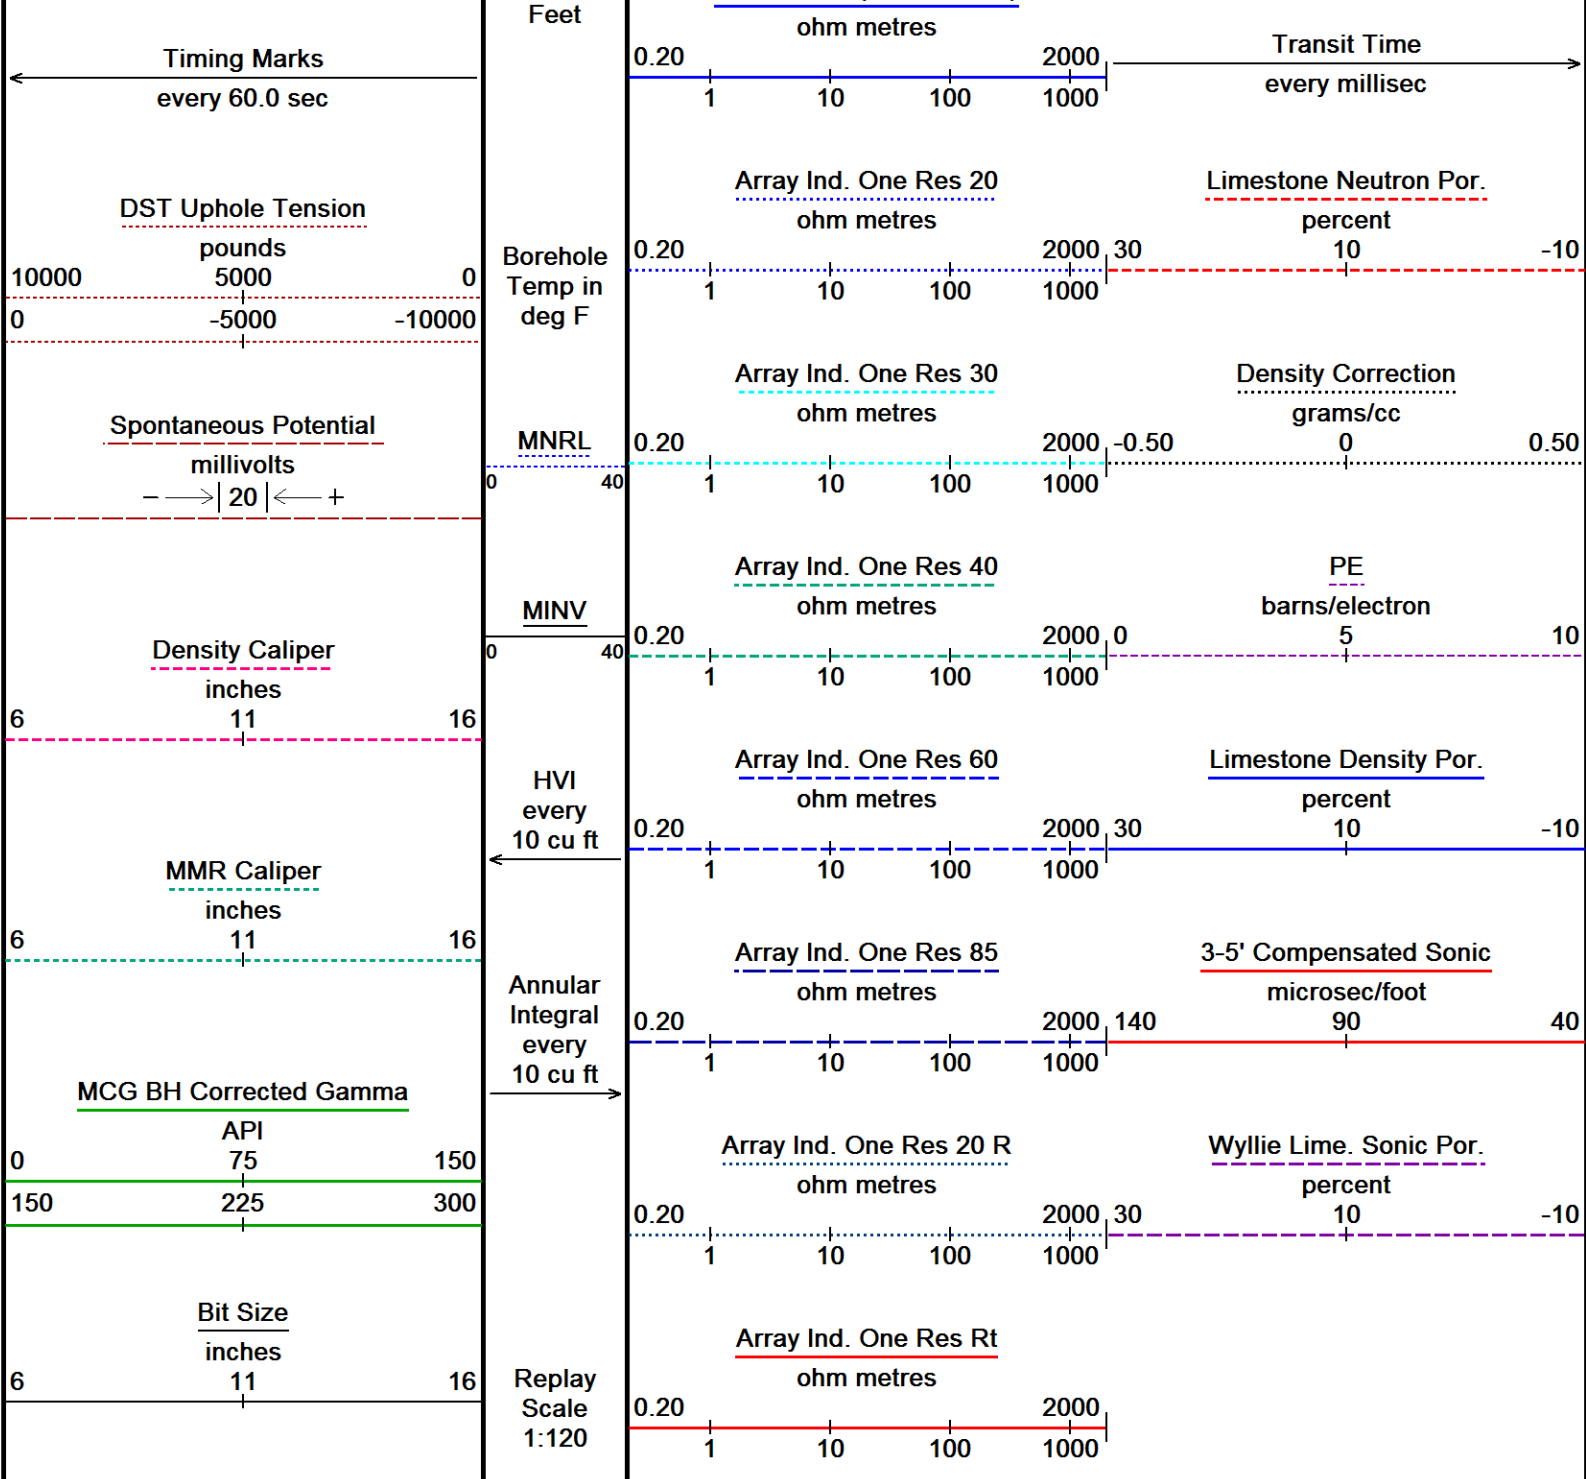 Timing Marks
every 60.0 sec
DST Uphole Tension
pounds
10000 5000 0
0 -5000 -10000
Spontaneous Potential
millivolts
− 20 +
Density Caliper
inches
6 11 16
MMR Caliper
inches
6 11 16
MCG BH Corrected Gamma
API
0 75 150
150 225 300
Bit Size
inches
6 11 16
Feet
Borehole
Temp in
deg F
MNRL
0 40
MINV
0 40
HVI
every
10 cu ft
Annular
Integral
every
10 cu ft
Replay
Scale
1:120
ohm metres
0.20 2000
1 10 100 1000
Array Ind. One Res 20
ohm metres
0.20 2000
1 10 100 1000
Array Ind. One Res 30
ohm metres
0.20 2000
1 10 100 1000
Array Ind. One Res 40
ohm metres
0.20 2000
1 10 100 1000
Array Ind. One Res 60
ohm metres
0.20 2000
1 10 100 1000
Array Ind. One Res 85
ohm metres
0.20 2000
1 10 100 1000
Array Ind. One Res 20 R
ohm metres
0.20 2000
1 10 100 1000
Array Ind. One Res Rt
ohm metres
0.20 2000
1 10 100 1000
Transit Time
every millisec
Limestone Neutron Por.
percent
30 10 -10
Density Correction
grams/cc
-0.50 0 0.50
PE
barns/electron
0 5 10
Limestone Density Por.
percent
30 10 -10
3-5' Compensated Sonic
microsec/foot
140 90 40
Wyllie Lime. Sonic Por.
percent
30 10 -10